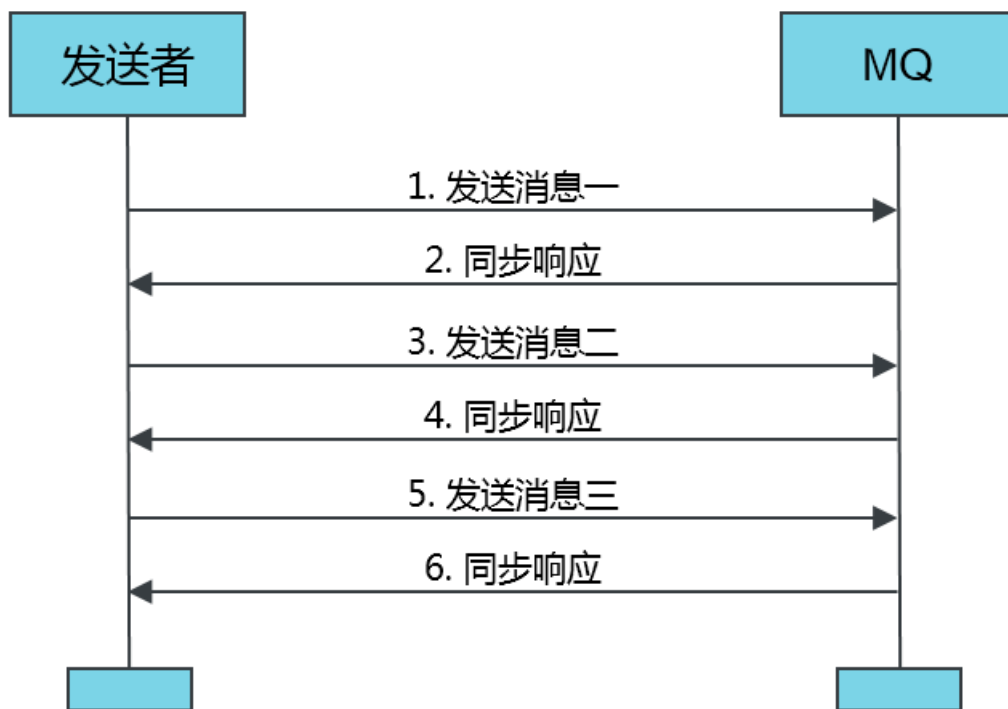 发送者
MQ
1. 发送消息一
2. 同步响应
3. 发送消息二
4. 同步响应
5. 发送消息三
6. 同步响应